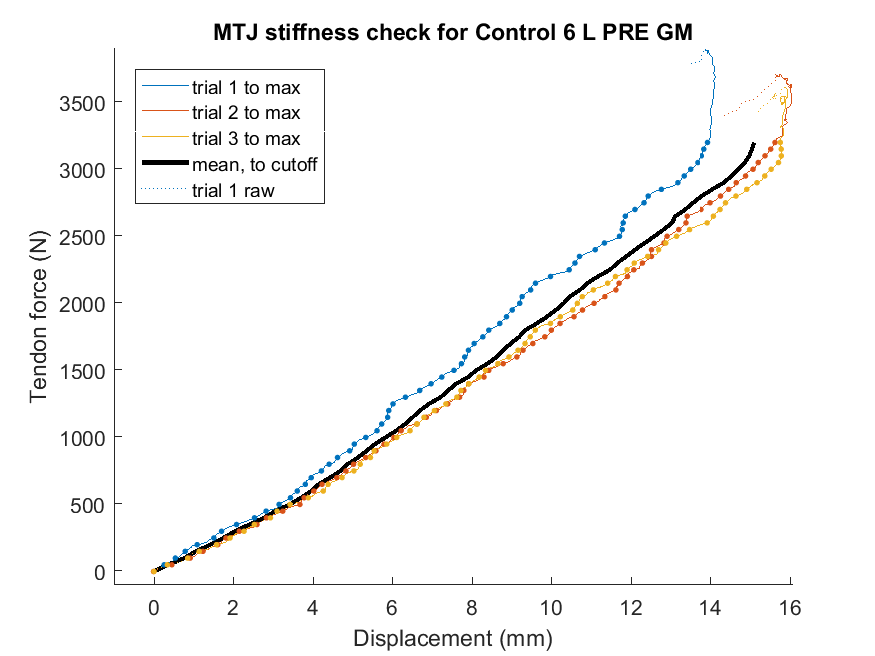 MTJ stiffness check for Control 6 L PRE GM
trial 1 to max
trial 2 to max
trial 3 to max
mean, to cutoff
trial 1 raw
3500
3000
2500
2000
1500
1000
500
0
Tendon force (N)
0 2 4 6 8 10 12 14 16
Displacement (mm)